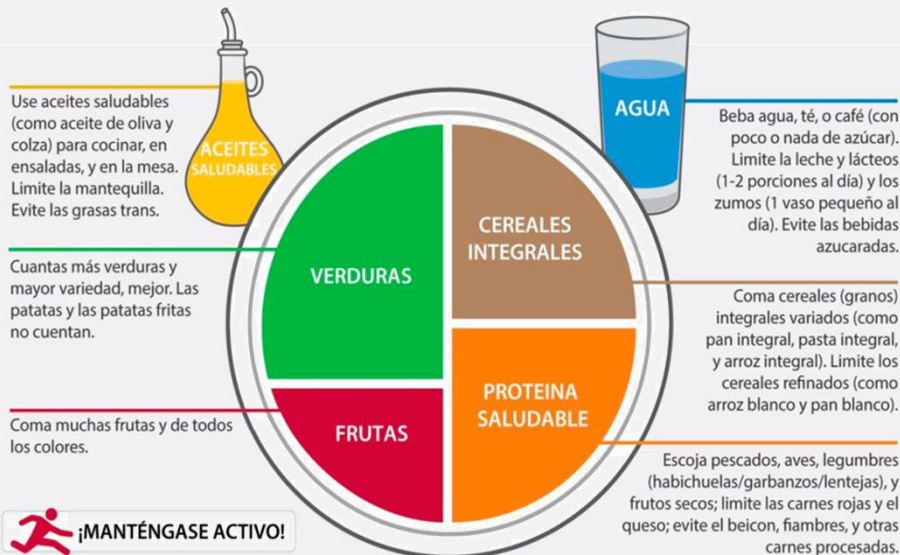 Use aceites saludables
(como aceite de oliva y
colza) para cocinar, en
ensaladas, y en la mesa.
Limite la mantequilla.
Evite las grasas trans.
ACEITES
SALUDABLES
AGUA
Beba agua, té, o café (con
poco o nada de azúcar).
Limite la leche y lácteos
(1-2 porciones al día) y los
zumos (1 vaso pequeño al
día). Evite las bebidas
azucaradas.
Cuantas más verduras y
mayor variedad, mejor. Las
patatas y las patatas fritas
no cuentan.
VERDURAS
CEREALES
INTEGRALES
Coma cereales (granos)
integrales variados (como
pan integral, pasta integral,
y arroz integral). Limite los
cereales refinados (como
arroz blanco y pan blanco).
Coma muchas frutas y de todos
los colores.
FRUTAS
PROTEINA
SALUDABLE
Escoja pescados, aves, legumbres
(habichuelas/garbanzos/lentejas), y
frutos secos; limite las carnes rojas y el
queso; evite el beicon, fiambres, y otras
carnes procesadas.
¡MANTÉNGASE ACTIVO!